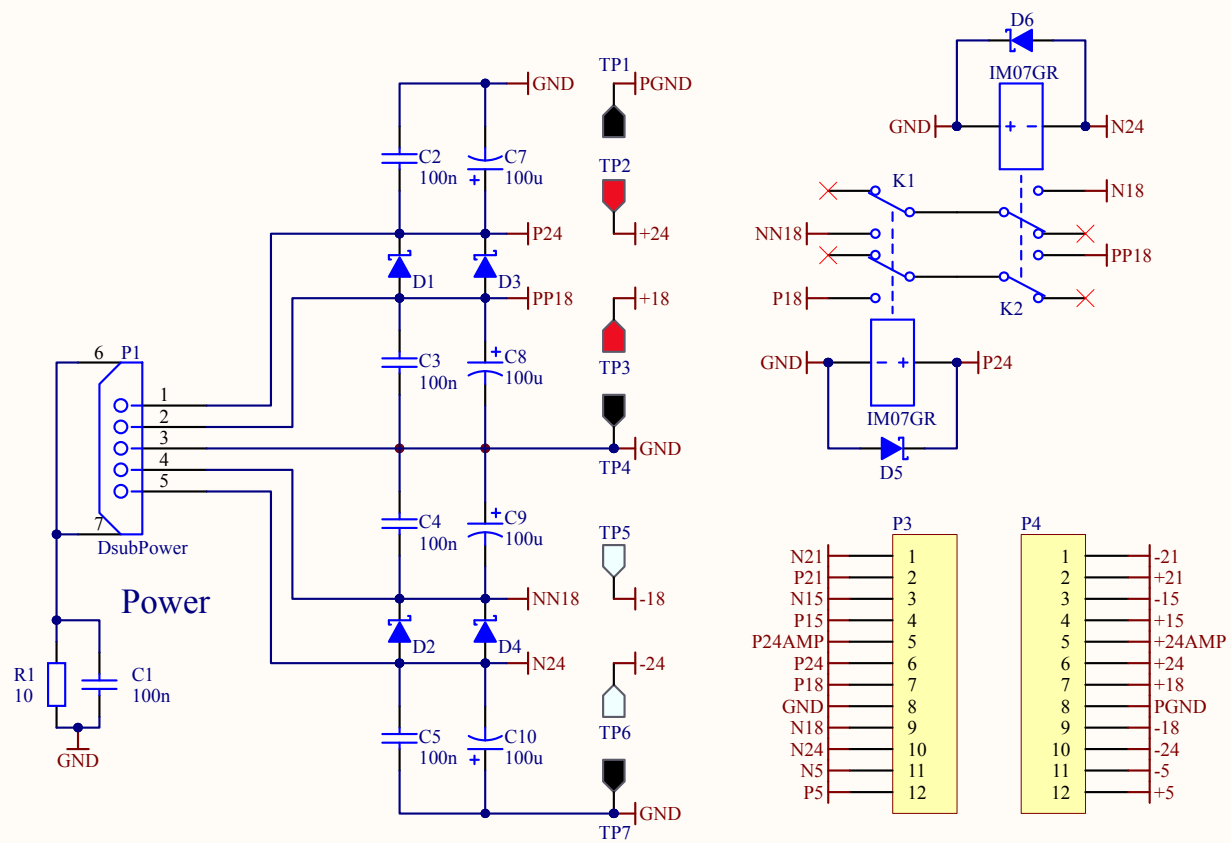 D6
TP1
GND
PGND
IM07GR
GND
+
-
N24
C2
100n
C7
100u
+
TP2
K1
N18
P24
+24
NN18
PP18
D1
D3
PP18
+18
P18
K2
6
P1
C3
100n
+
C8
100u
TP3
GND
-
+
P24
1
2
3
4
5
7
DsubPower
IM07GR
D5
GND
TP4
C4
100n
+
C9
100u
TP5
NN18
-18
Power
D2
D4
N24
-24
R1
10
C1
100n
GND
C5
100n
C10
100u
+
TP6
GND
TP7
P3
P4
N21 1
P21 2
N15 3
P15 4
P24AMP 5
P24 6
P18 7
GND 8
N18 9
N24 10
N5 11
P5 12
1 -21
2 +21
3 -15
4 +15
5 +24AMP
6 +24
7 +18
8 PGND
9 -18
10 -24
11 -5
12 +5